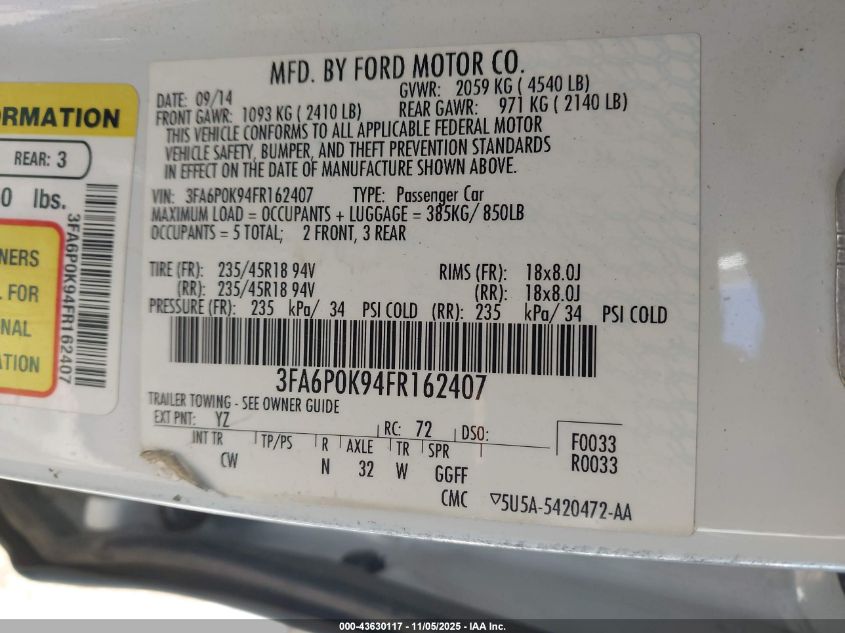 MFD. BY FORD MOTOR CO.
DATE: 09/14
GVWR: 2059 KG ( 4540 LB)
FRONT GAWR: 1093 KG ( 2410 LB)
REAR GAWR: 971 KG ( 2140 LB)
THIS VEHICLE CONFORMS TO ALL APPLICABLE FEDERAL MOTOR
VEHICLE SAFETY, BUMPER, AND THEFT PREVENTION STANDARDS
IN EFFECT ON THE DATE OF MANUFACTURE SHOWN ABOVE.
VIN: 3FA6P0K94FR162407 TYPE: Passenger Car
MAXIMUM LOAD = OCCUPANTS + LUGGAGE = 385KG/ 850LB
OCCUPANTS = 5 TOTAL; 2 FRONT, 3 REAR
TIRE (FR): 235/45R18 94V RIMS (FR): 18x8.0J
(RR): 235/45R18 94V (RR): 18x8.0J
PRESSURE (FR): 235 kPa/ 34 PSI COLD (RR): 235 kPa/ 34 PSI COLD
3FA6P0K94FR162407
TRAILER TOWING - SEE OWNER GUIDE
EXT PNT: YZ RC: 72 DSO:
INT TR TP/PS R AXLE TR SPR
CW N 32 W GGFF
F0033
R0033
CMC ▽5U5A-5420472-AA
ORMATION
REAR: 3
0 lbs.
3FA6P0K94FR162407
NERS
FOR
NAL
ATION
000-43630117 - 11/05/2025 - IAA Inc.